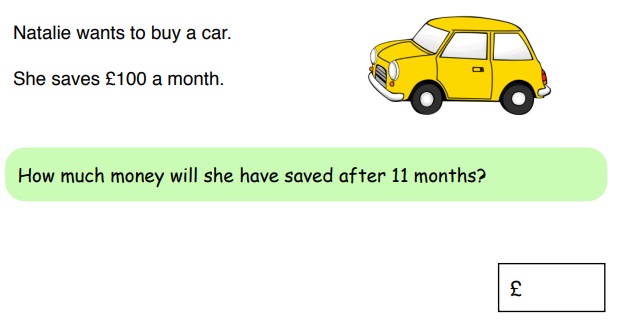 Natalie wants to buy a car.
She saves £100 a month.
How much money will she have saved after 11 months?
£